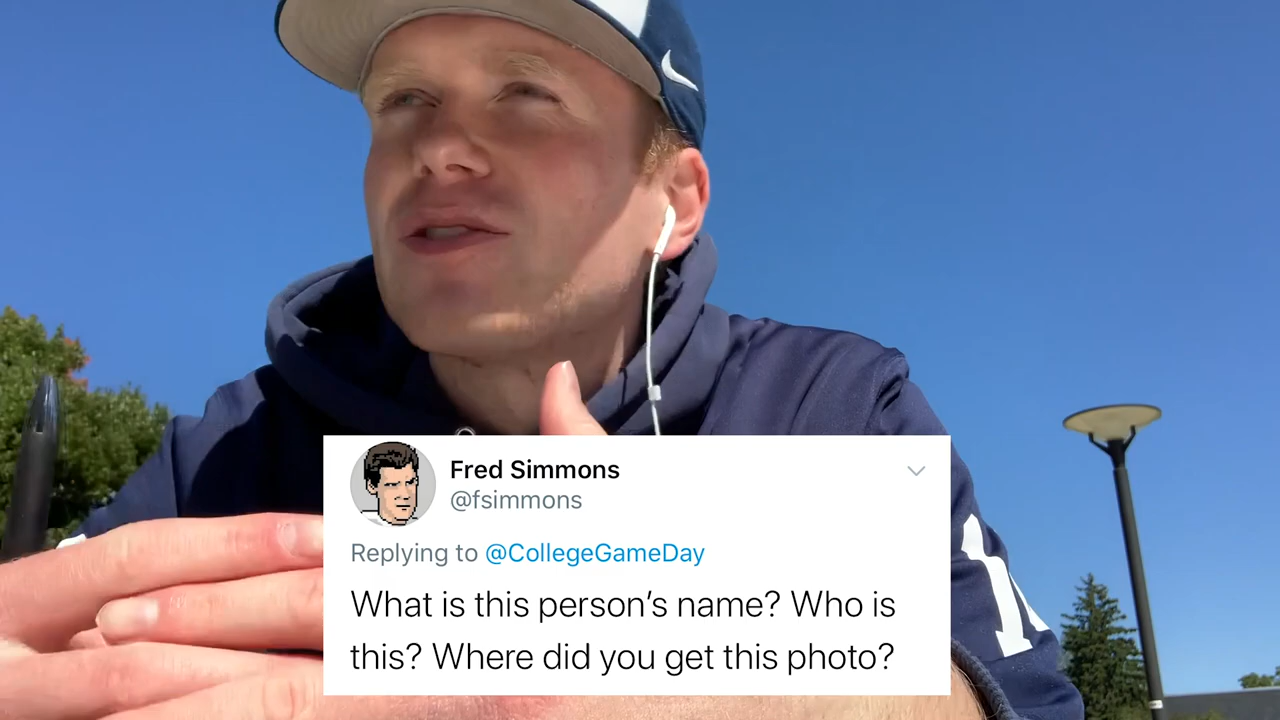 Fred Simmons
@fsimmons
Replying to @CollegeGameDay
What is this person's name? Who is
this? Where did you get this photo?